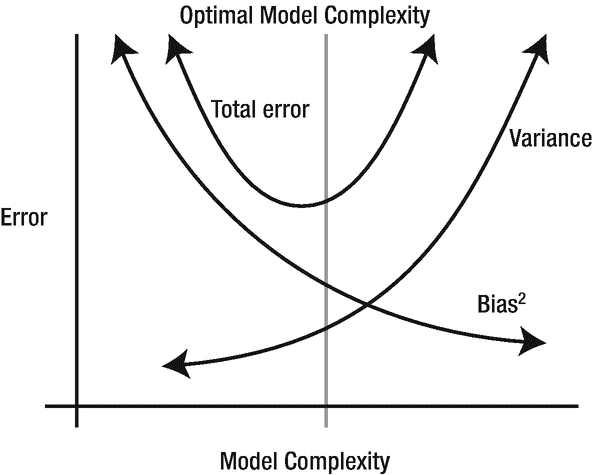 Optimal Model Complexity
Total error
Variance
Error
Bias²
Model Complexity